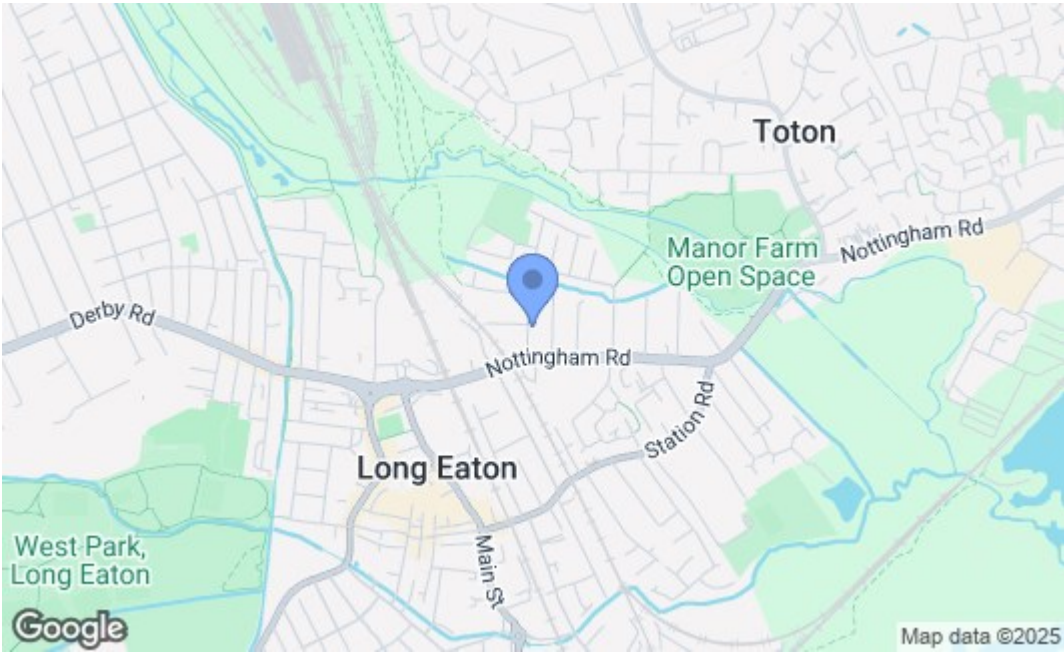 Toton
Manor Farm
Open Space
Nottingham Rd
Derby Rd
Nottingham Rd
Station Rd
Long Eaton
Main St
West Park,
Long Eaton
Google
Map data ©2025